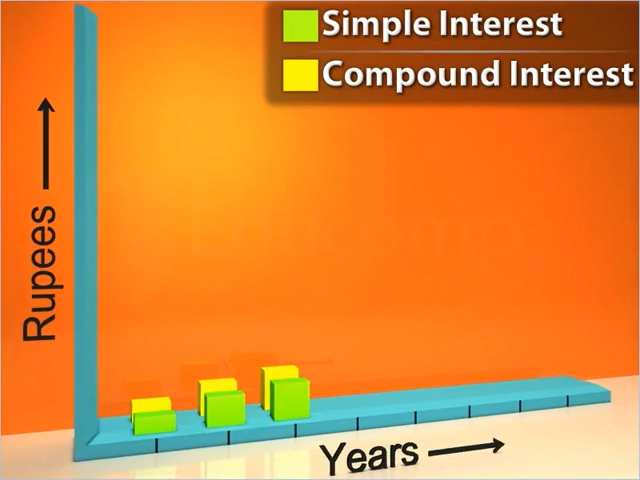 Simple Interest
Compound Interest
Rupees
Years